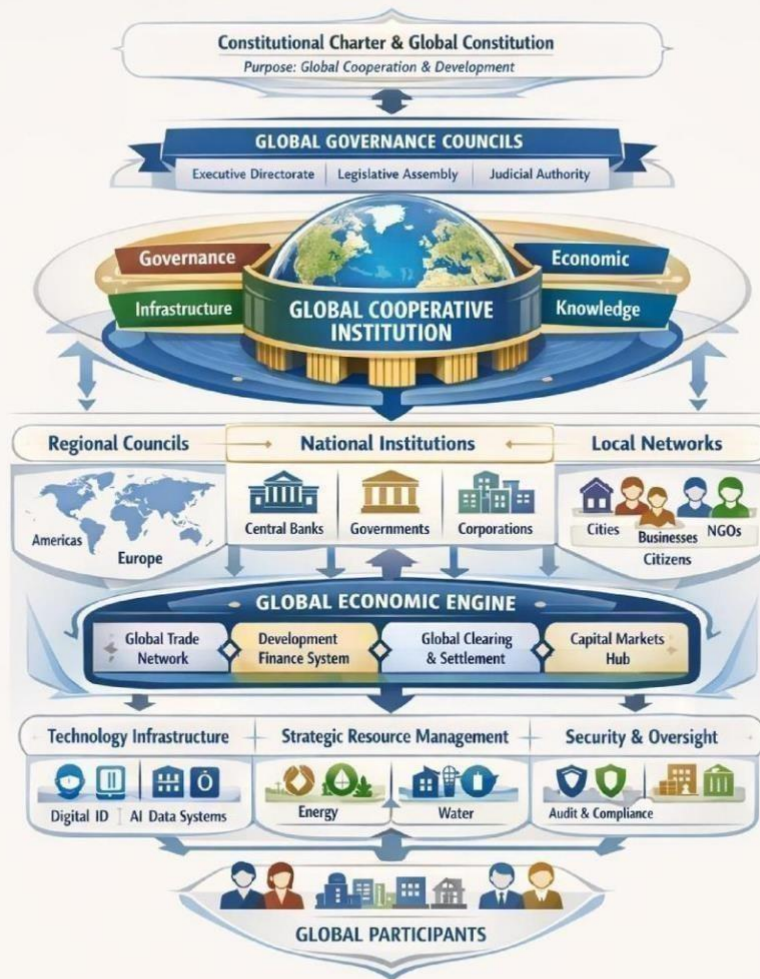 Constitutional Charter & Global Constitution
Purpose: Global Cooperation & Development
GLOBAL GOVERNANCE COUNCILS
Executive Directorate
Legislative Assembly
Judicial Authority
Governance
Economic
Infrastructure
GLOBAL COOPERATIVE
INSTITUTION
Knowledge
Regional Councils
National Institutions
Local Networks
Americas
Europe
Central Banks
Governments
Corporations
Cities
Businesses
NGOs
Citizens
GLOBAL ECONOMIC ENGINE
Global Trade
Network
Development
Finance System
Global Clearing
& Settlement
Capital Markets
Hub
Technology Infrastructure
Strategic Resource Management
Security & Oversight
Digital ID
AI Data Systems
Energy
Water
Audit & Compliance
GLOBAL PARTICIPANTS